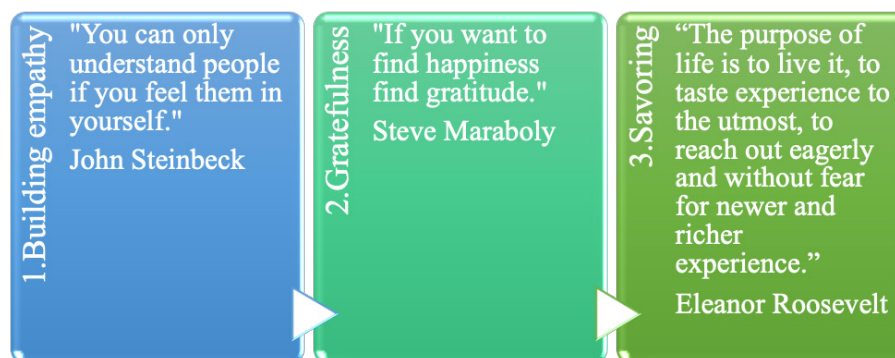 1.Building empathy
"You can only
understand people
if you feel them in
yourself."
John Steinbeck
2.Gratefulness
"If you want to
find happiness
find gratitude."
Steve Maraboly
3.Savoring
“The purpose of
life is to live it, to
taste experience to
the utmost, to
reach out eagerly
and without fear
for newer and
richer
experience.”
Eleanor Roosevelt